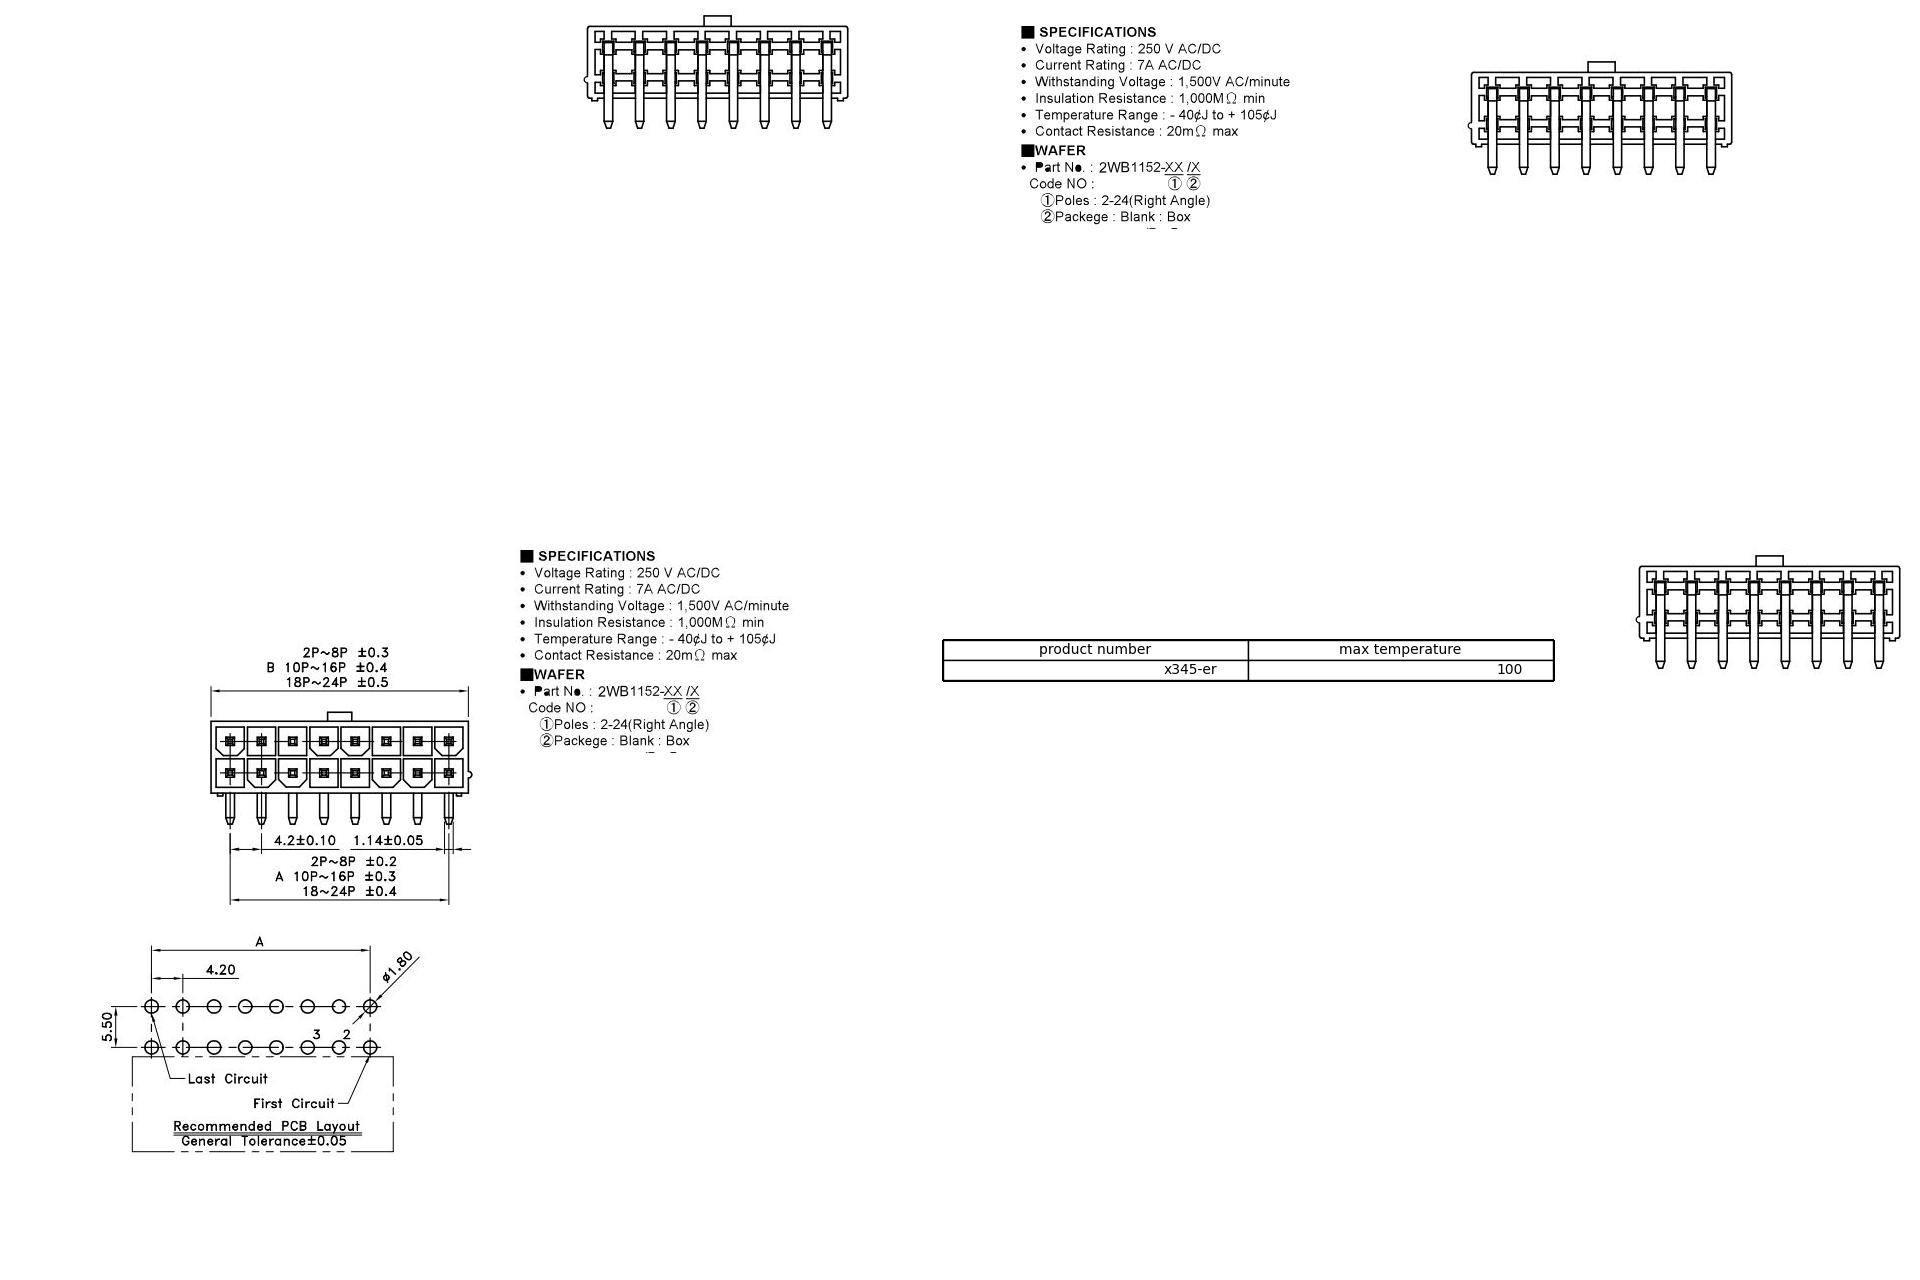 ■ SPECIFICATIONS
• Voltage Rating : 250 V AC/DC
• Current Rating : 7A AC/DC
• Withstanding Voltage : 1,500V AC/minute
• Insulation Resistance : 1,000MΩ min
• Temperature Range : - 40¢J to + 105¢J
• Contact Resistance : 20mΩ max
■WAFER
• Part No. : 2WB1152-XX /X
Code NO : ① ②
①Poles : 2-24(Right Angle)
②Packege : Blank : Box
■ SPECIFICATIONS
• Voltage Rating : 250 V AC/DC
• Current Rating : 7A AC/DC
• Withstanding Voltage : 1,500V AC/minute
• Insulation Resistance : 1,000MΩ min
• Temperature Range : - 40¢J to + 105¢J
• Contact Resistance : 20mΩ max
■WAFER
• Part No. : 2WB1152-XX /X
Code NO : ① ②
①Poles : 2-24(Right Angle)
②Packege : Blank : Box
product number max temperature
x345-er 100
2P~8P ±0.3
B 10P~16P ±0.4
18P~24P ±0.5
4.2±0.10 1.14±0.05
2P~8P ±0.2
A 10P~16P ±0.3
18~24P ±0.4
A
4.20 ø1.80
5.50
3 2
Last Circuit
First Circuit
Recommended PCB Layout
General Tolerance±0.05